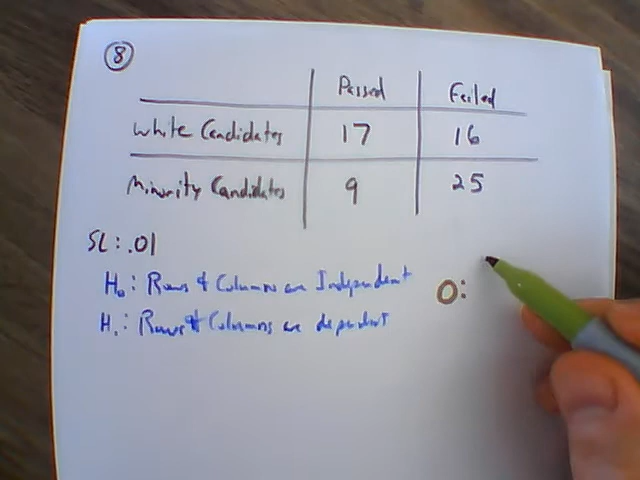 8
Passed Failed
White Candidates 17 16
Minority Candidates 9 25
SL: .01
H₀: Rows & Columns are Independent
H₁: Rows & Columns are dependent
O: